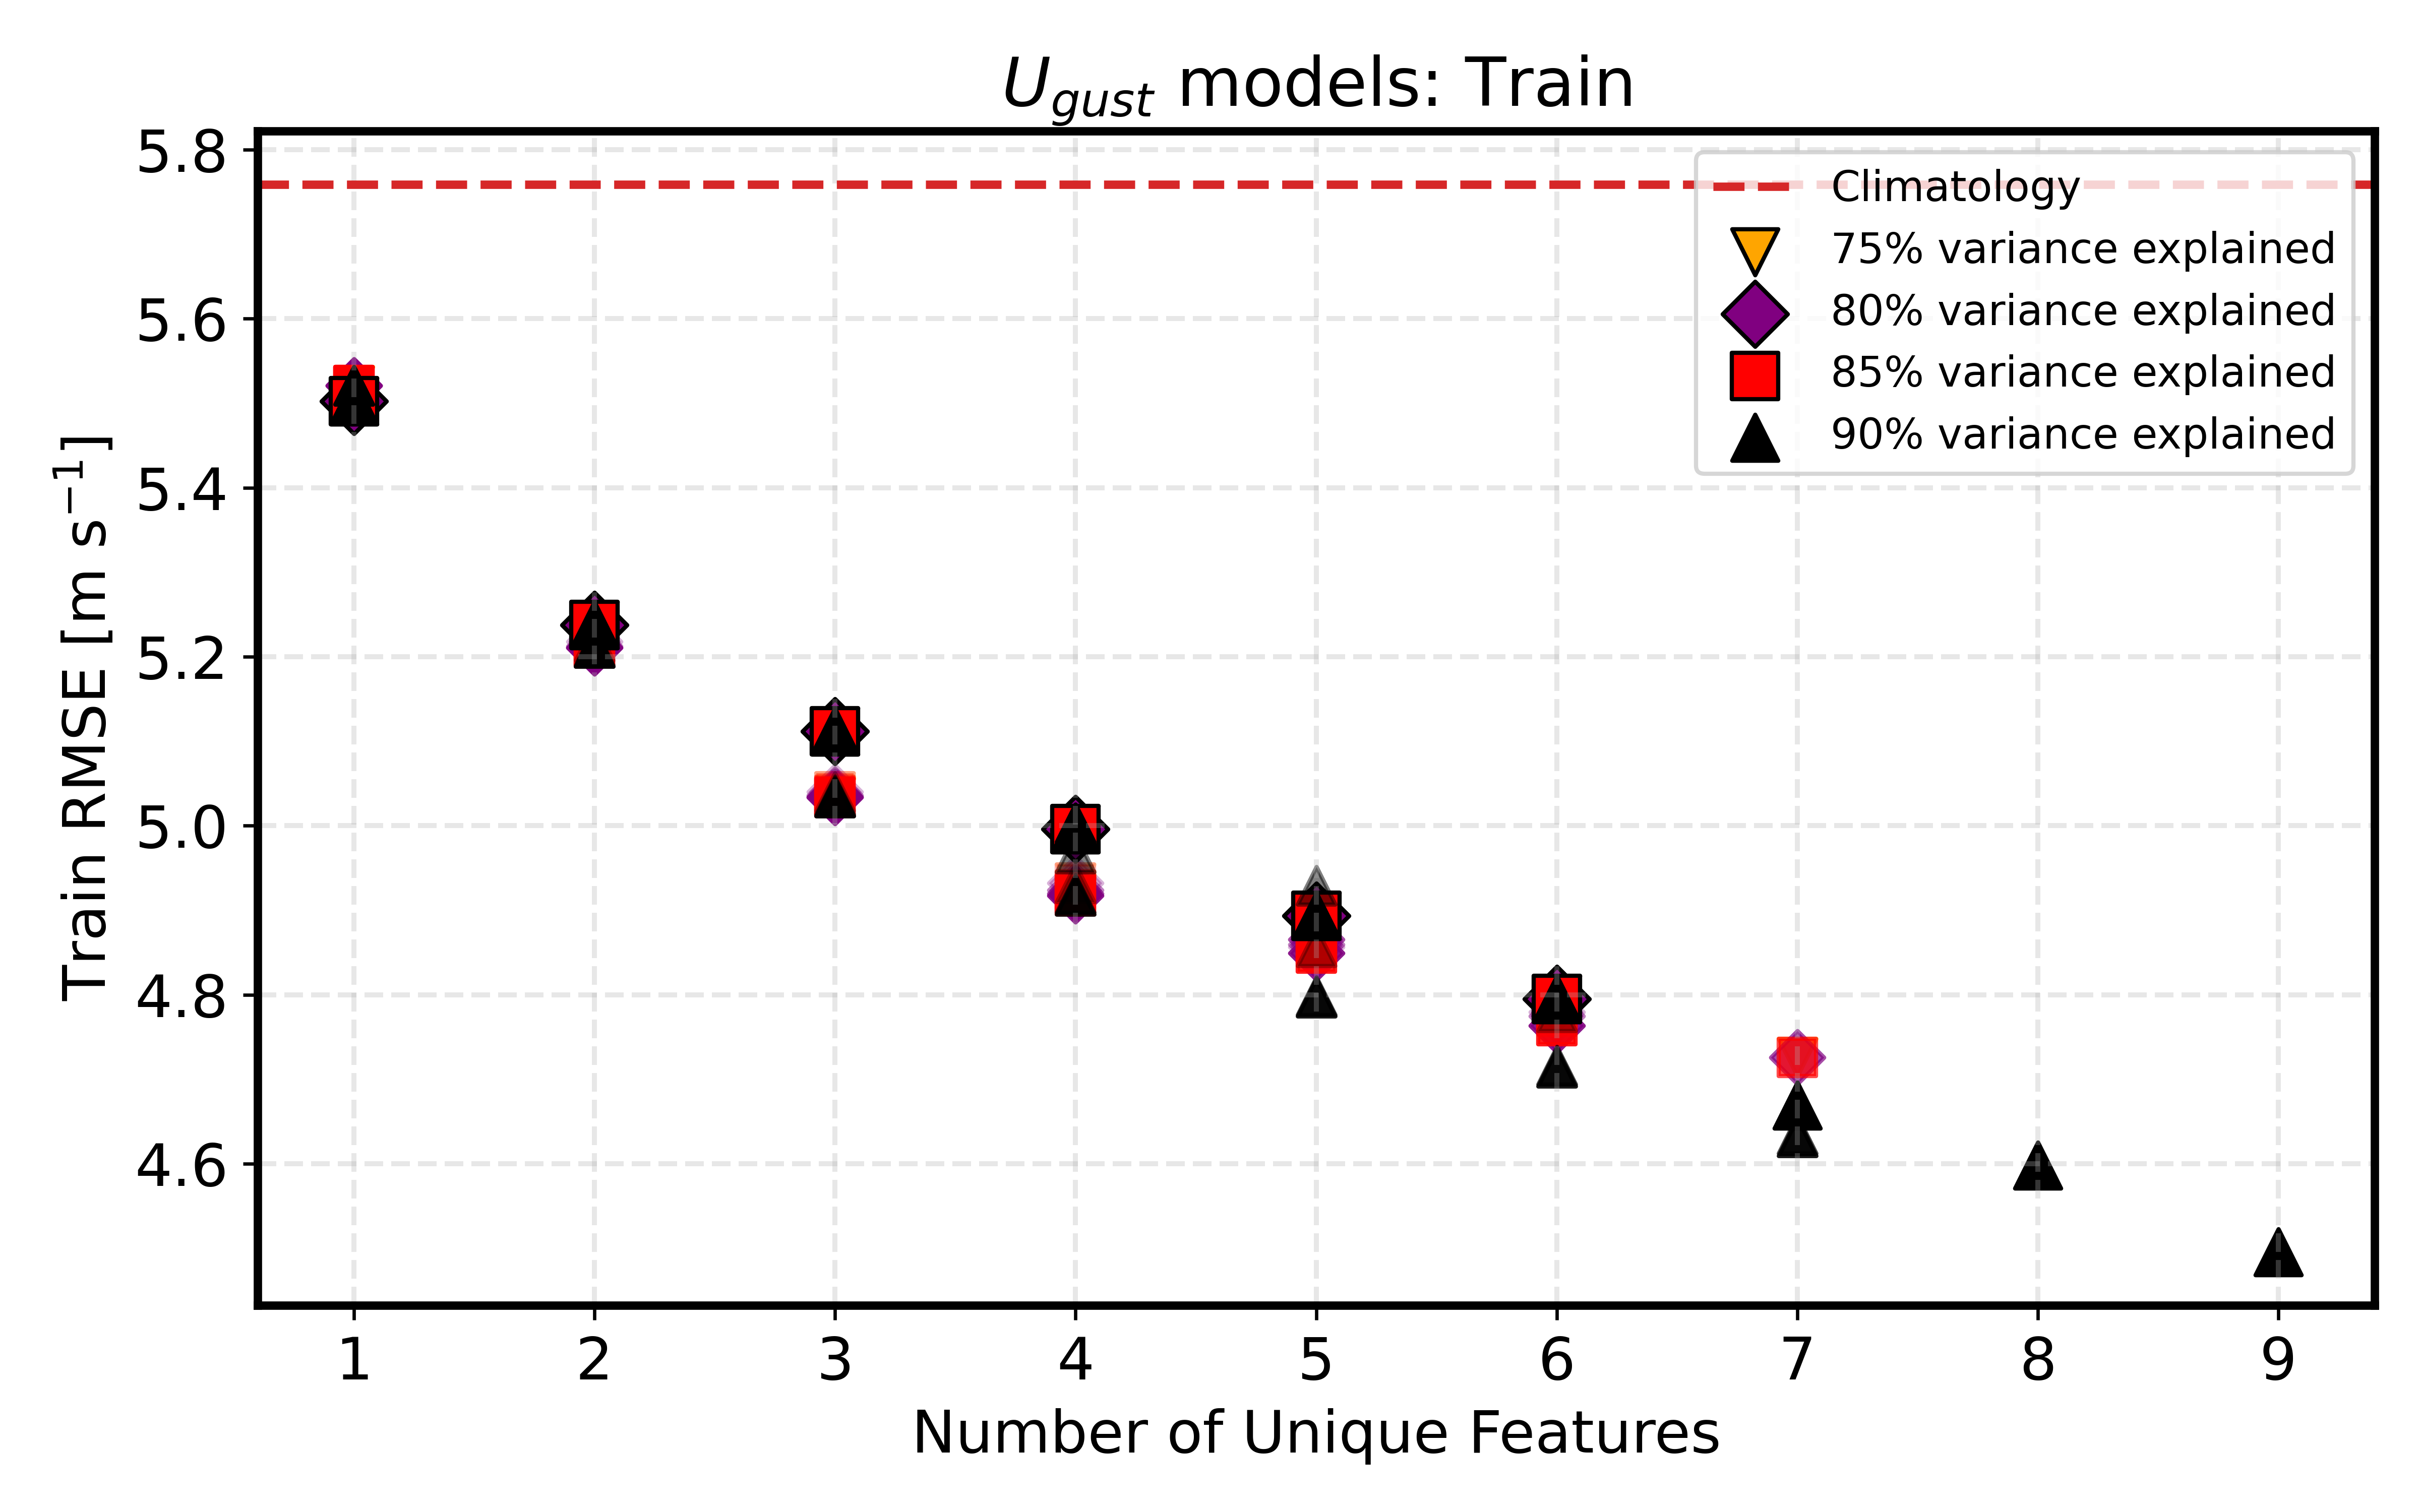 U_gust models: Train
5.8
5.6
5.4
5.2
5.0
4.8
4.6
Train RMSE [m s⁻¹]
Climatology
75% variance explained
80% variance explained
85% variance explained
90% variance explained
1 2 3 4 5 6 7 8 9
Number of Unique Features